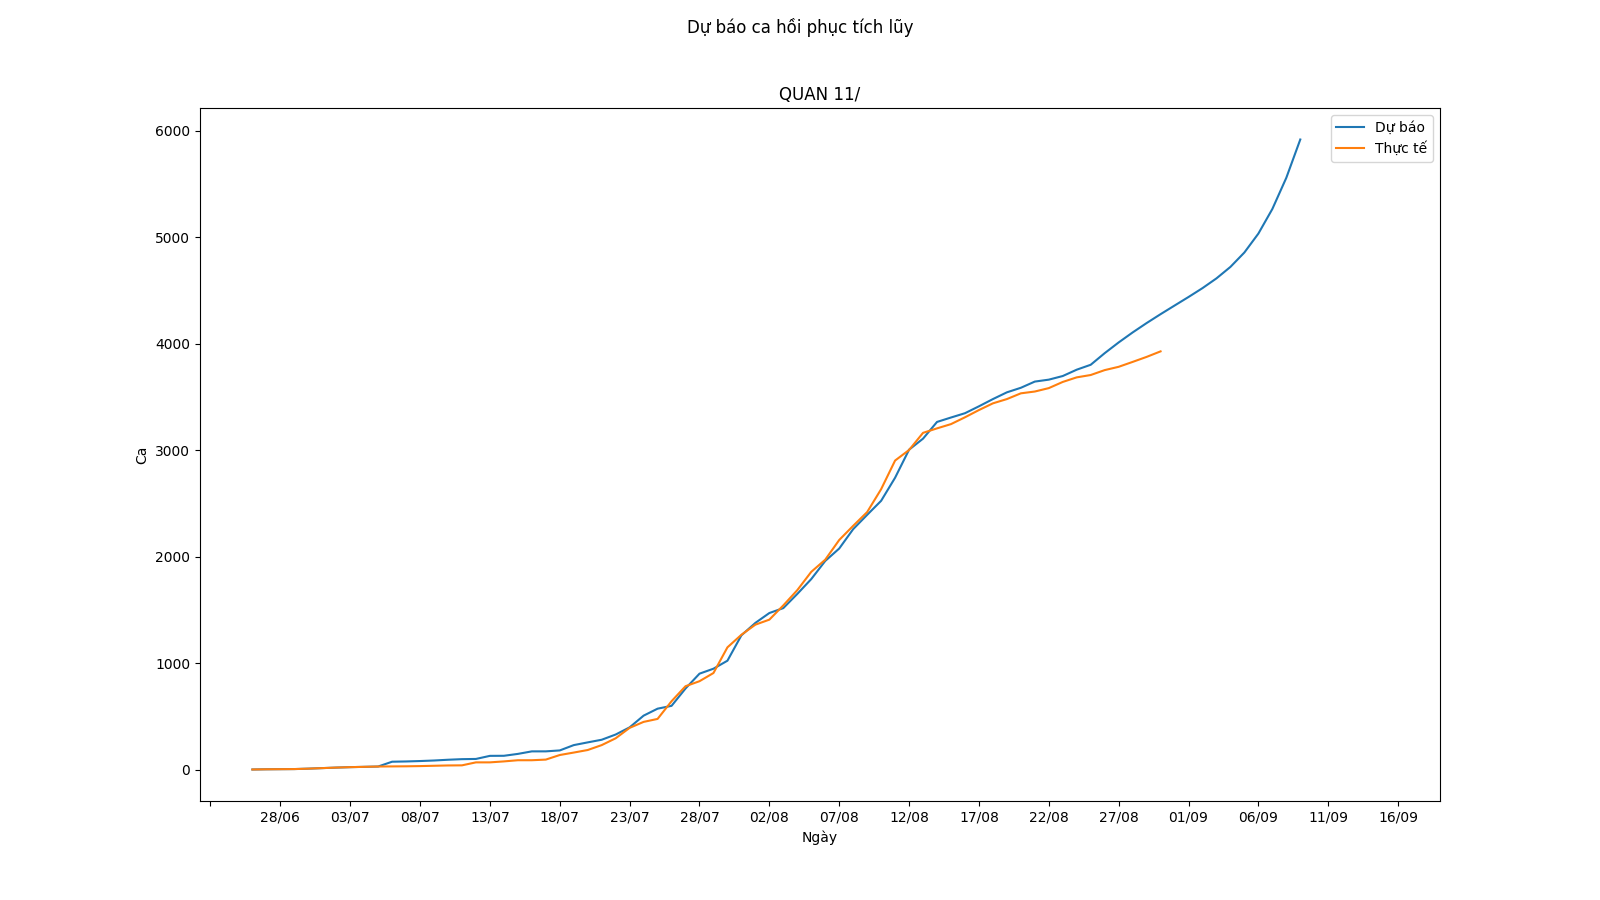 Dự báo ca hồi phục tích lũy
QUAN 11/
Dự báo
Thực tế
6000
5000
4000
3000
2000
1000
0
Ca
28/06 03/07 08/07 13/07 18/07 23/07 28/07 02/08 07/08 12/08 17/08 22/08 27/08 01/09 06/09 11/09 16/09
Ngày